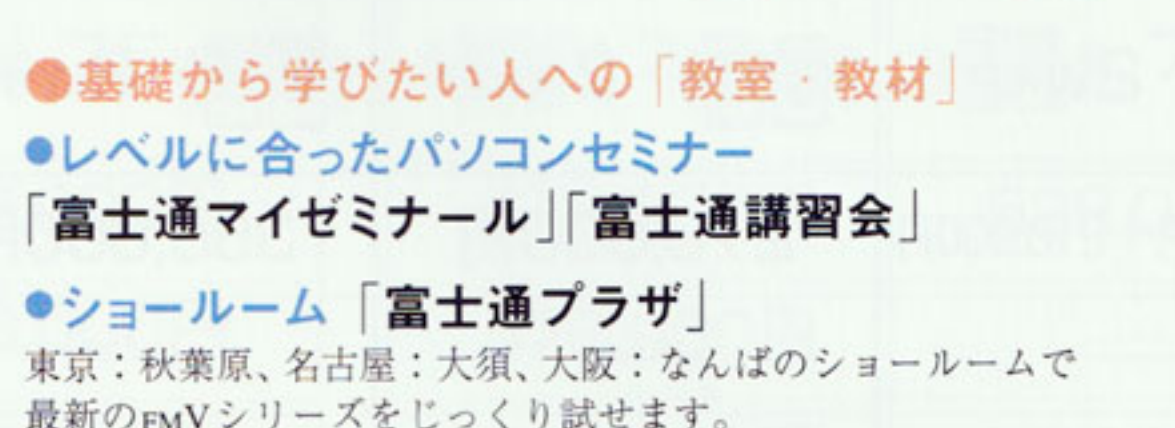 ●基礎から学びたい人への「教室・教材」
●レベルに合ったパソコンセミナー
「富士通マイゼミナール」「富士通講習会」
●ショールーム「富士通プラザ」
東京：秋葉原、名古屋：大須、大阪：なんばのショールームで
最新のFMVシリーズをじっくり試せます。